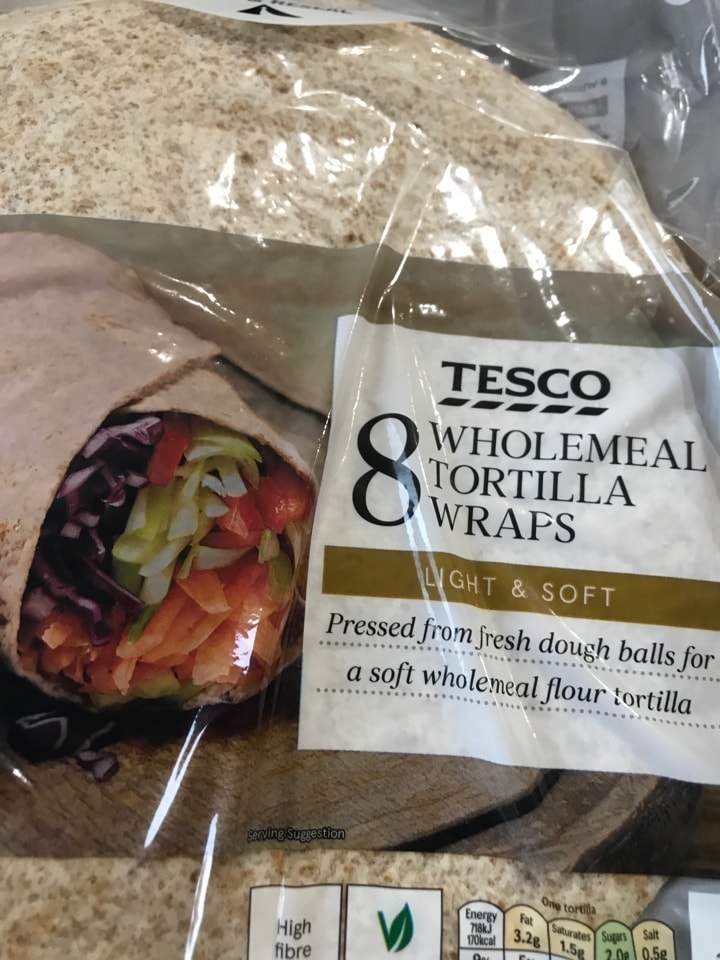 TESCO
8 WHOLEMEAL
TORTILLA
WRAPS
LIGHT & SOFT
Pressed from fresh dough balls for
a soft wholemeal flour tortilla
Serving Suggestion
High
fibre
One tortilla
Energy
718kJ
170kcal
Fat
3.2g
Saturates
1.5g
Sugars
2.0g
Salt
0.5g